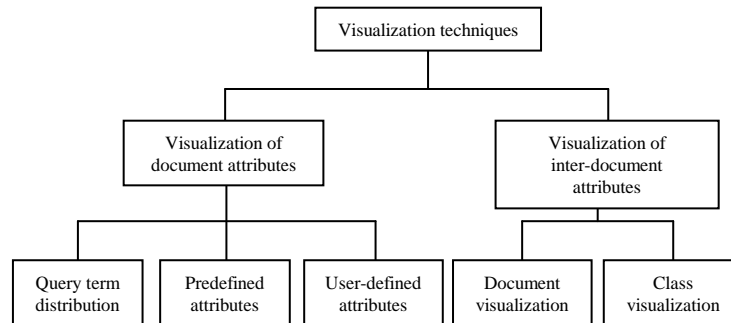 Visualization techniques
Visualization of
document attributes
Visualization of
inter-document
attributes
Query term
distribution
Predefined
attributes
User-defined
attributes
Document
visualization
Class
visualization